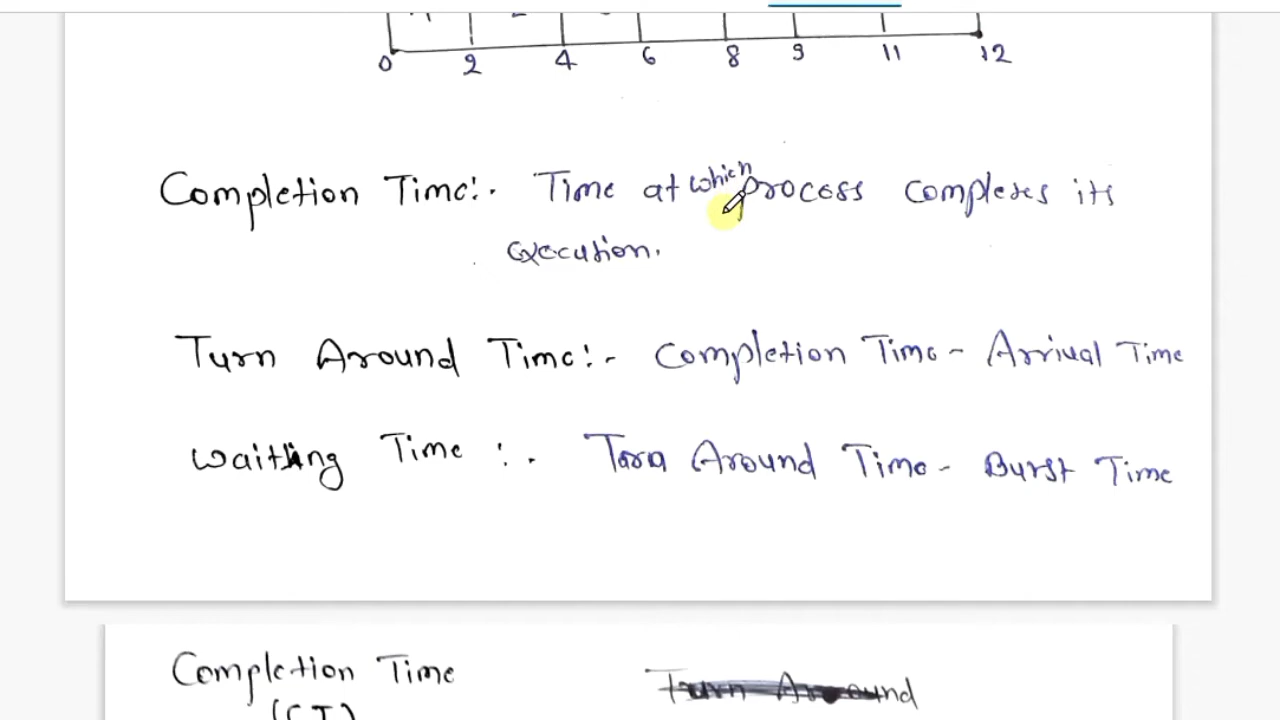 0 2 4 6 8 9 11 12
Completion Time:- Time at which process completes its
execution.
Turn Around Time:- Completion Time - Arrival Time
Waiting Time :- Turn Around Time - Burst Time
Completion Time Turn Around
(CT)